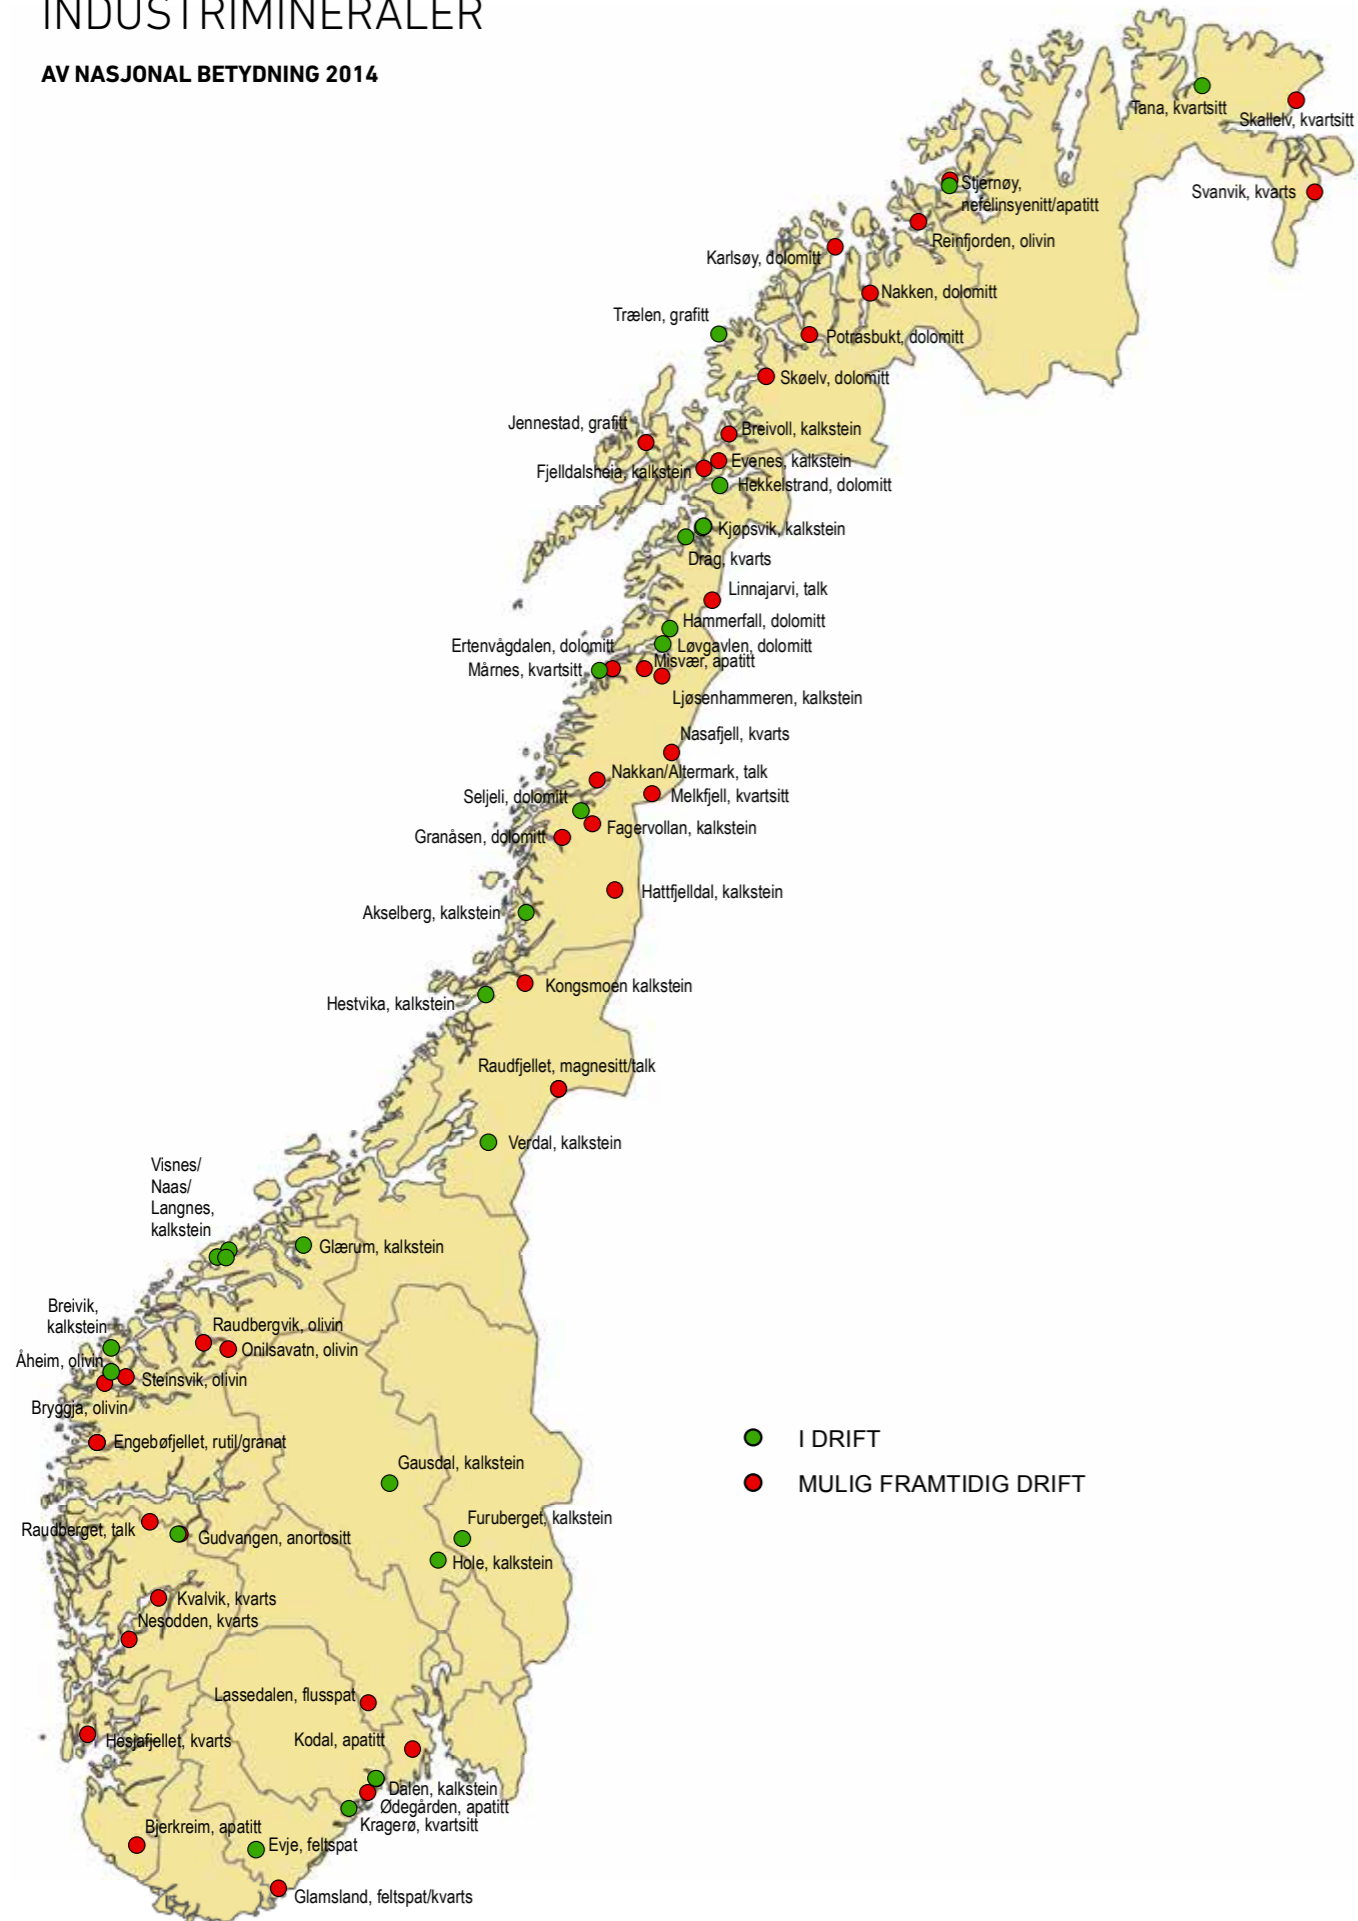 INDUSTRIMINERALER
AV NASJONAL BETYDNING 2014
Tana, kvartsitt
Skallelv, kvartsitt
Stjernøy,
nefelinsyenitt/apatitt
Svanvik, kvarts
Reinfjorden, olivin
Karlsøy, dolomitt
Nakken, dolomitt
Trælen, grafitt
Potrasbukt, dolomitt
Skøelv, dolomitt
Jennestad, grafitt
Breivoll, kalkstein
Evenes, kalkstein
Fjelldalsheia, kalkstein
Hekkelstrand, dolomitt
Kjøpsvik, kalkstein
Drag, kvarts
Linnajarvi, talk
Hammerfall, dolomitt
Ertenvågdalen, dolomitt
Løvgavlen, dolomitt
Misvær, apatitt
Mårnes, kvartsitt
Ljøsenhammeren, kalkstein
Nasafjell, kvarts
Nakkan/Altermark, talk
Seljeli, dolomitt
Melkfjell, kvartsitt
Fagervollan, kalkstein
Granåsen, dolomitt
Hattfjelldal, kalkstein
Akselberg, kalkstein
Kongsmoen kalkstein
Hestvika, kalkstein
Raudfjellet, magnesitt/talk
Verdal, kalkstein
Visnes/
Naas/
Langnes,
kalkstein
Glærum, kalkstein
Breivik,
kalkstein
Raudbergvik, olivin
Onilsavatn, olivin
Åheim, olivin
Steinsvik, olivin
Bryggja, olivin
Engebøfjellet, rutil/granat
I DRIFT
MULIG FRAMTIDIG DRIFT
Gausdal, kalkstein
Furuberget, kalkstein
Raudberget, talk
Gudvangen, anortositt
Hole, kalkstein
Kvalvik, kvarts
Nesodden, kvarts
Lassedalen, flusspat
Hesjafjellet, kvarts
Kodal, apatitt
Dalen, kalkstein
Ødegården, apatitt
Kragerø, kvartsitt
Bjerkreim, apatitt
Evje, feltspat
Glamsland, feltspat/kvarts